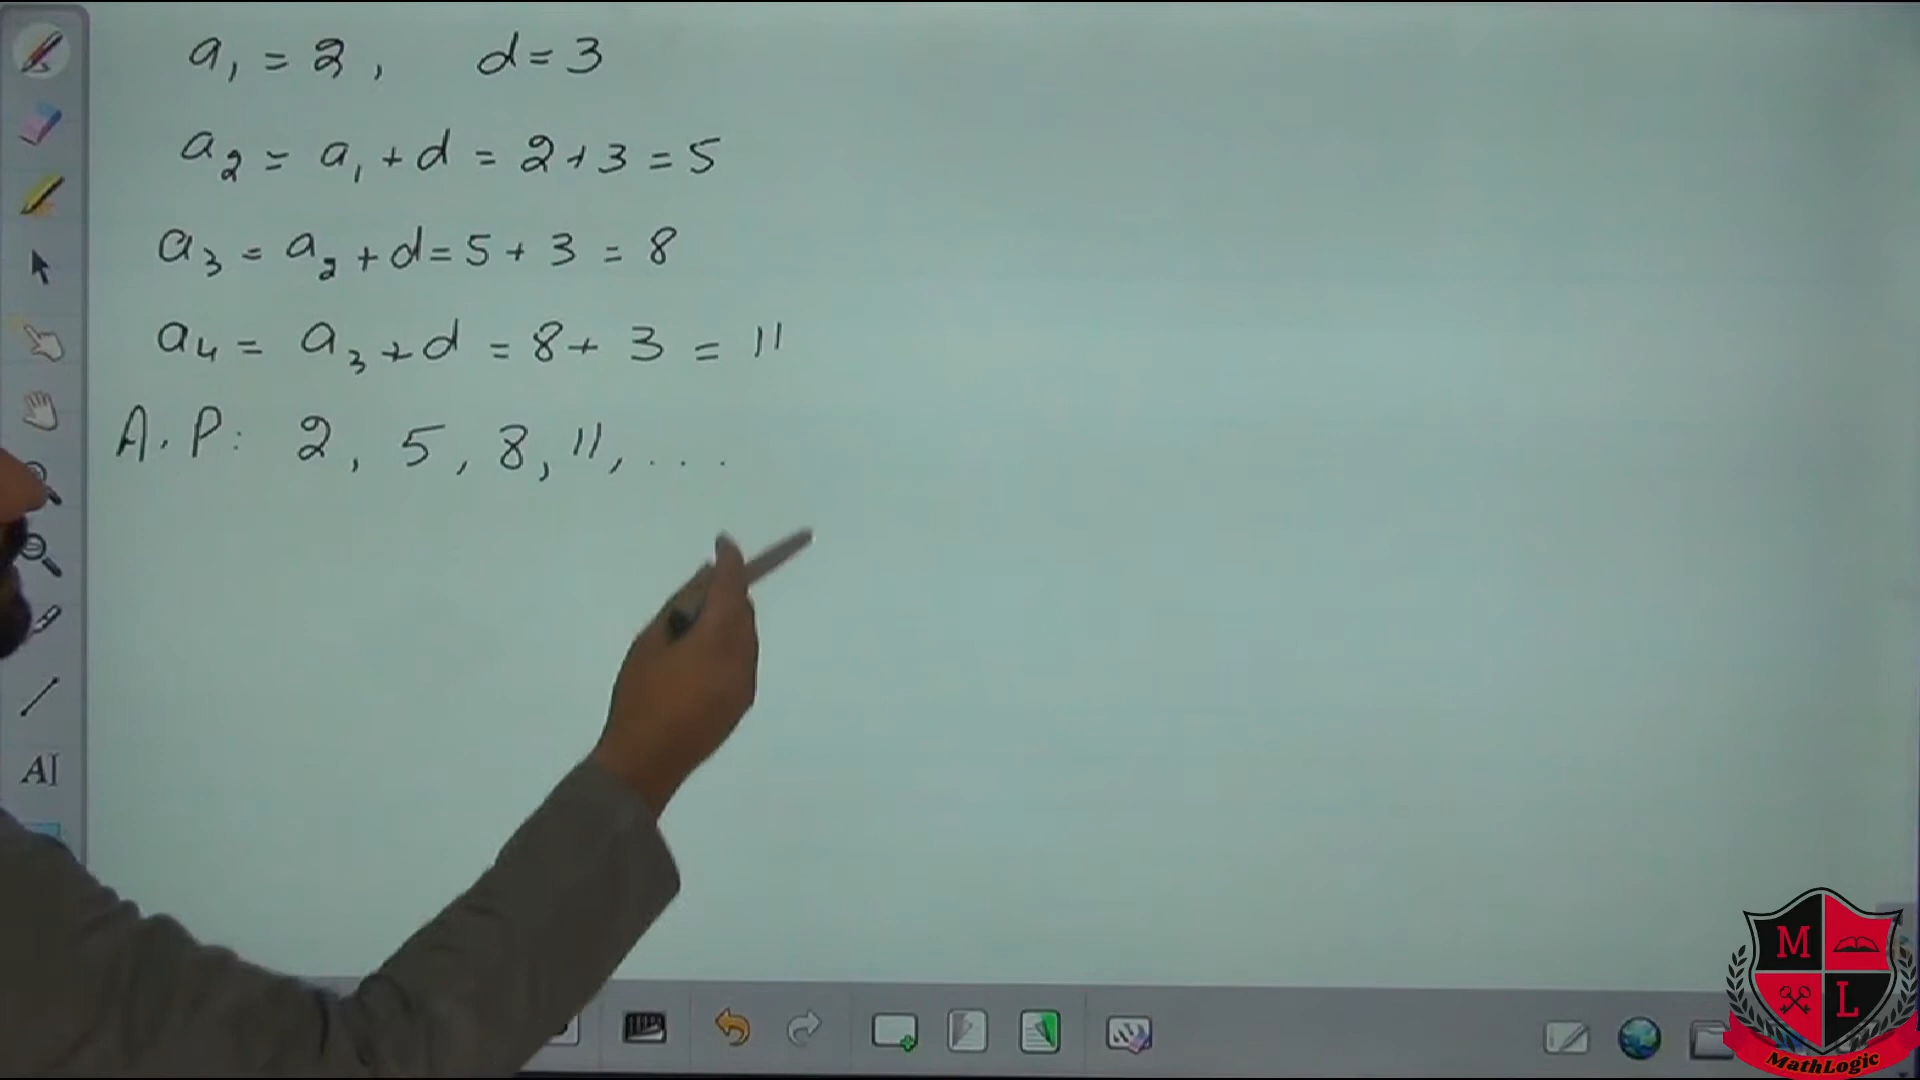 a₁ = 2, d = 3
a₂ = a₁ + d = 2 + 3 = 5
a₃ = a₂ + d = 5 + 3 = 8
a₄ = a₃ + d = 8 + 3 = 11
A.P: 2, 5, 8, 11, ...
AI
M
L
MathLogic